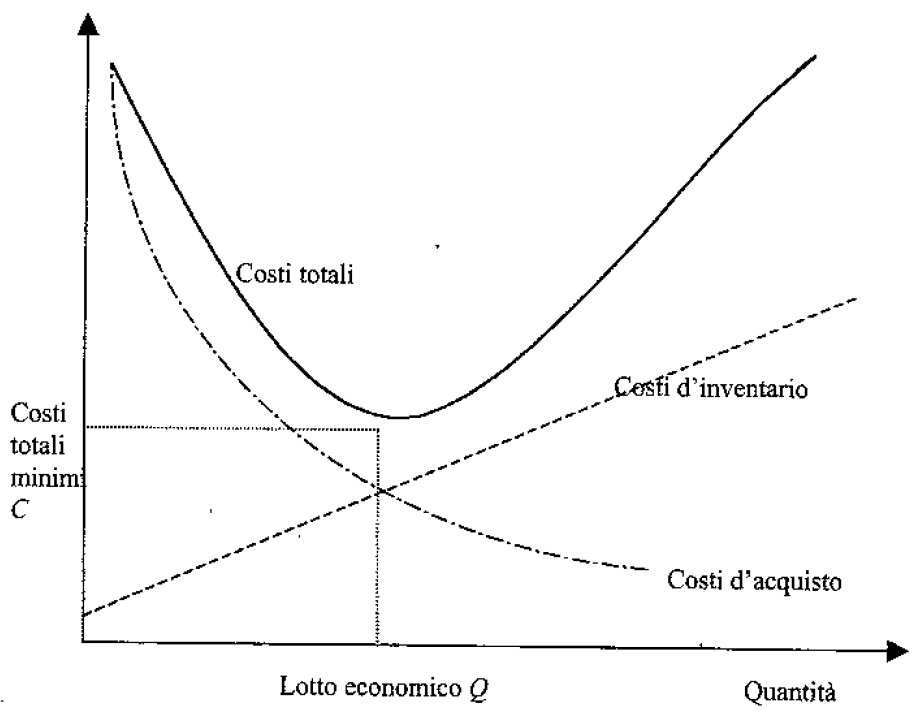 Costi totali
Costi d'inventario
Costi
totali
minimi
C
Costi d'acquisto
Lotto economico Q
Quantità